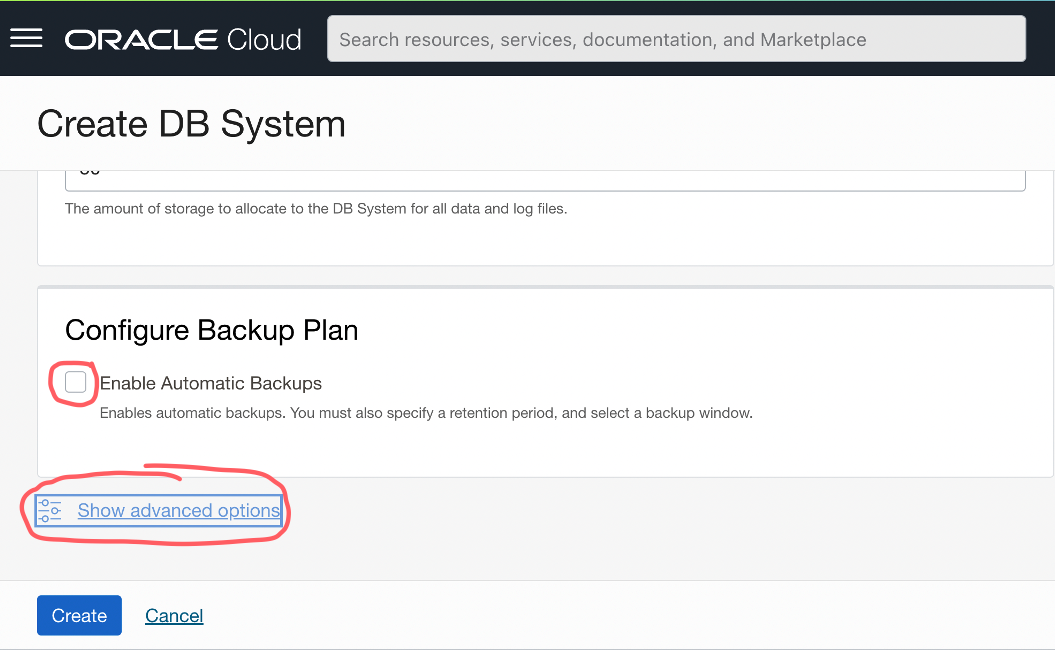 ORACLE Cloud
Search resources, services, documentation, and Marketplace
Create DB System
The amount of storage to allocate to the DB System for all data and log files.
Configure Backup Plan
Enable Automatic Backups
Enables automatic backups. You must also specify a retention period, and select a backup window.
Show advanced options
Create Cancel